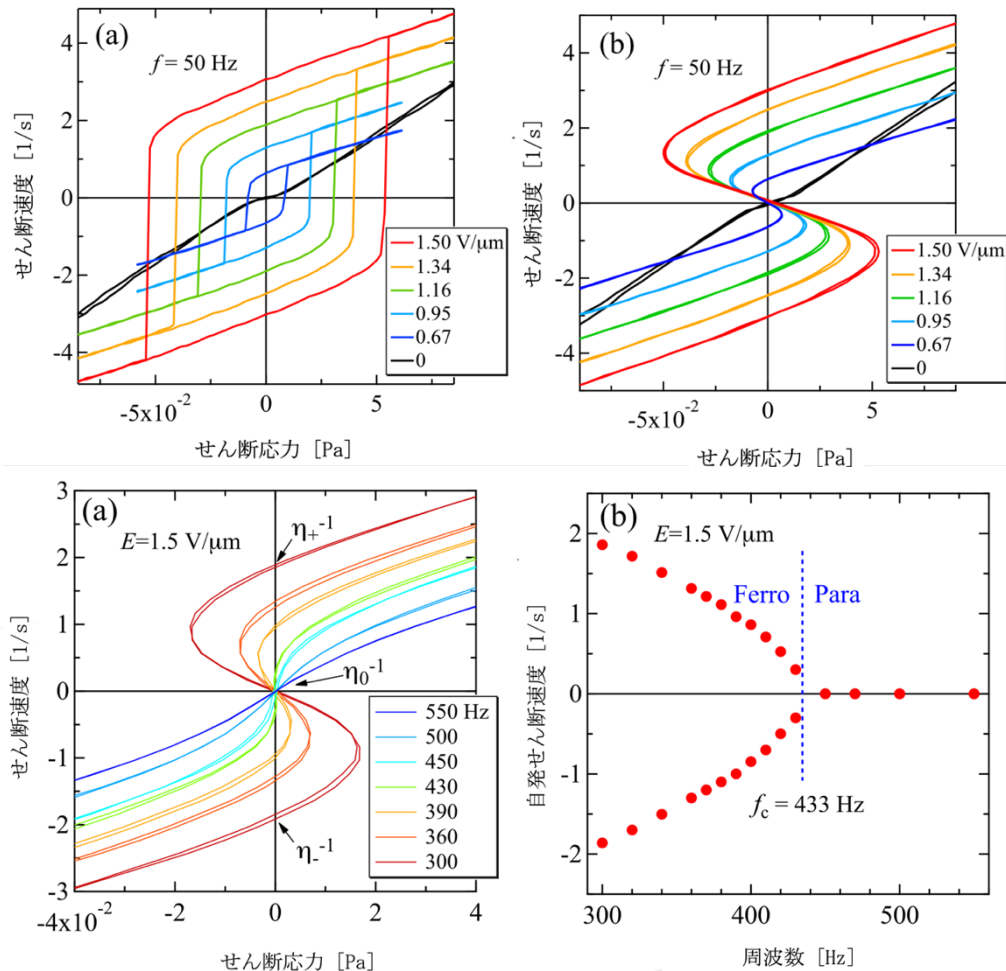 (a)
f = 50 Hz
せん断速度 [1/s]
4
2
0
-2
-4
1.50 V/μm
1.34
1.16
0.95
0.67
0
-5x10⁻²
0
5
せん断応力 [Pa]
(b)
f = 50 Hz
せん断速度 [1/s]
4
2
0
-2
-4
1.50 V/μm
1.34
1.16
0.95
0.67
0
-5x10⁻²
0
5
せん断応力 [Pa]
(a)
E=1.5 V/μm
η₊⁻¹
η₀⁻¹
η₋⁻¹
せん断速度 [1/s]
3
2
1
0
-1
-2
-3
550 Hz
500
450
430
390
360
300
-4x10⁻²
-2
0
2
4
せん断応力 [Pa]
(b)
E=1.5 V/μm
Ferro
Para
f_c = 433 Hz
自発せん断速度 [1/s]
2
1
0
-1
-2
300
400
500
周波数 [Hz]